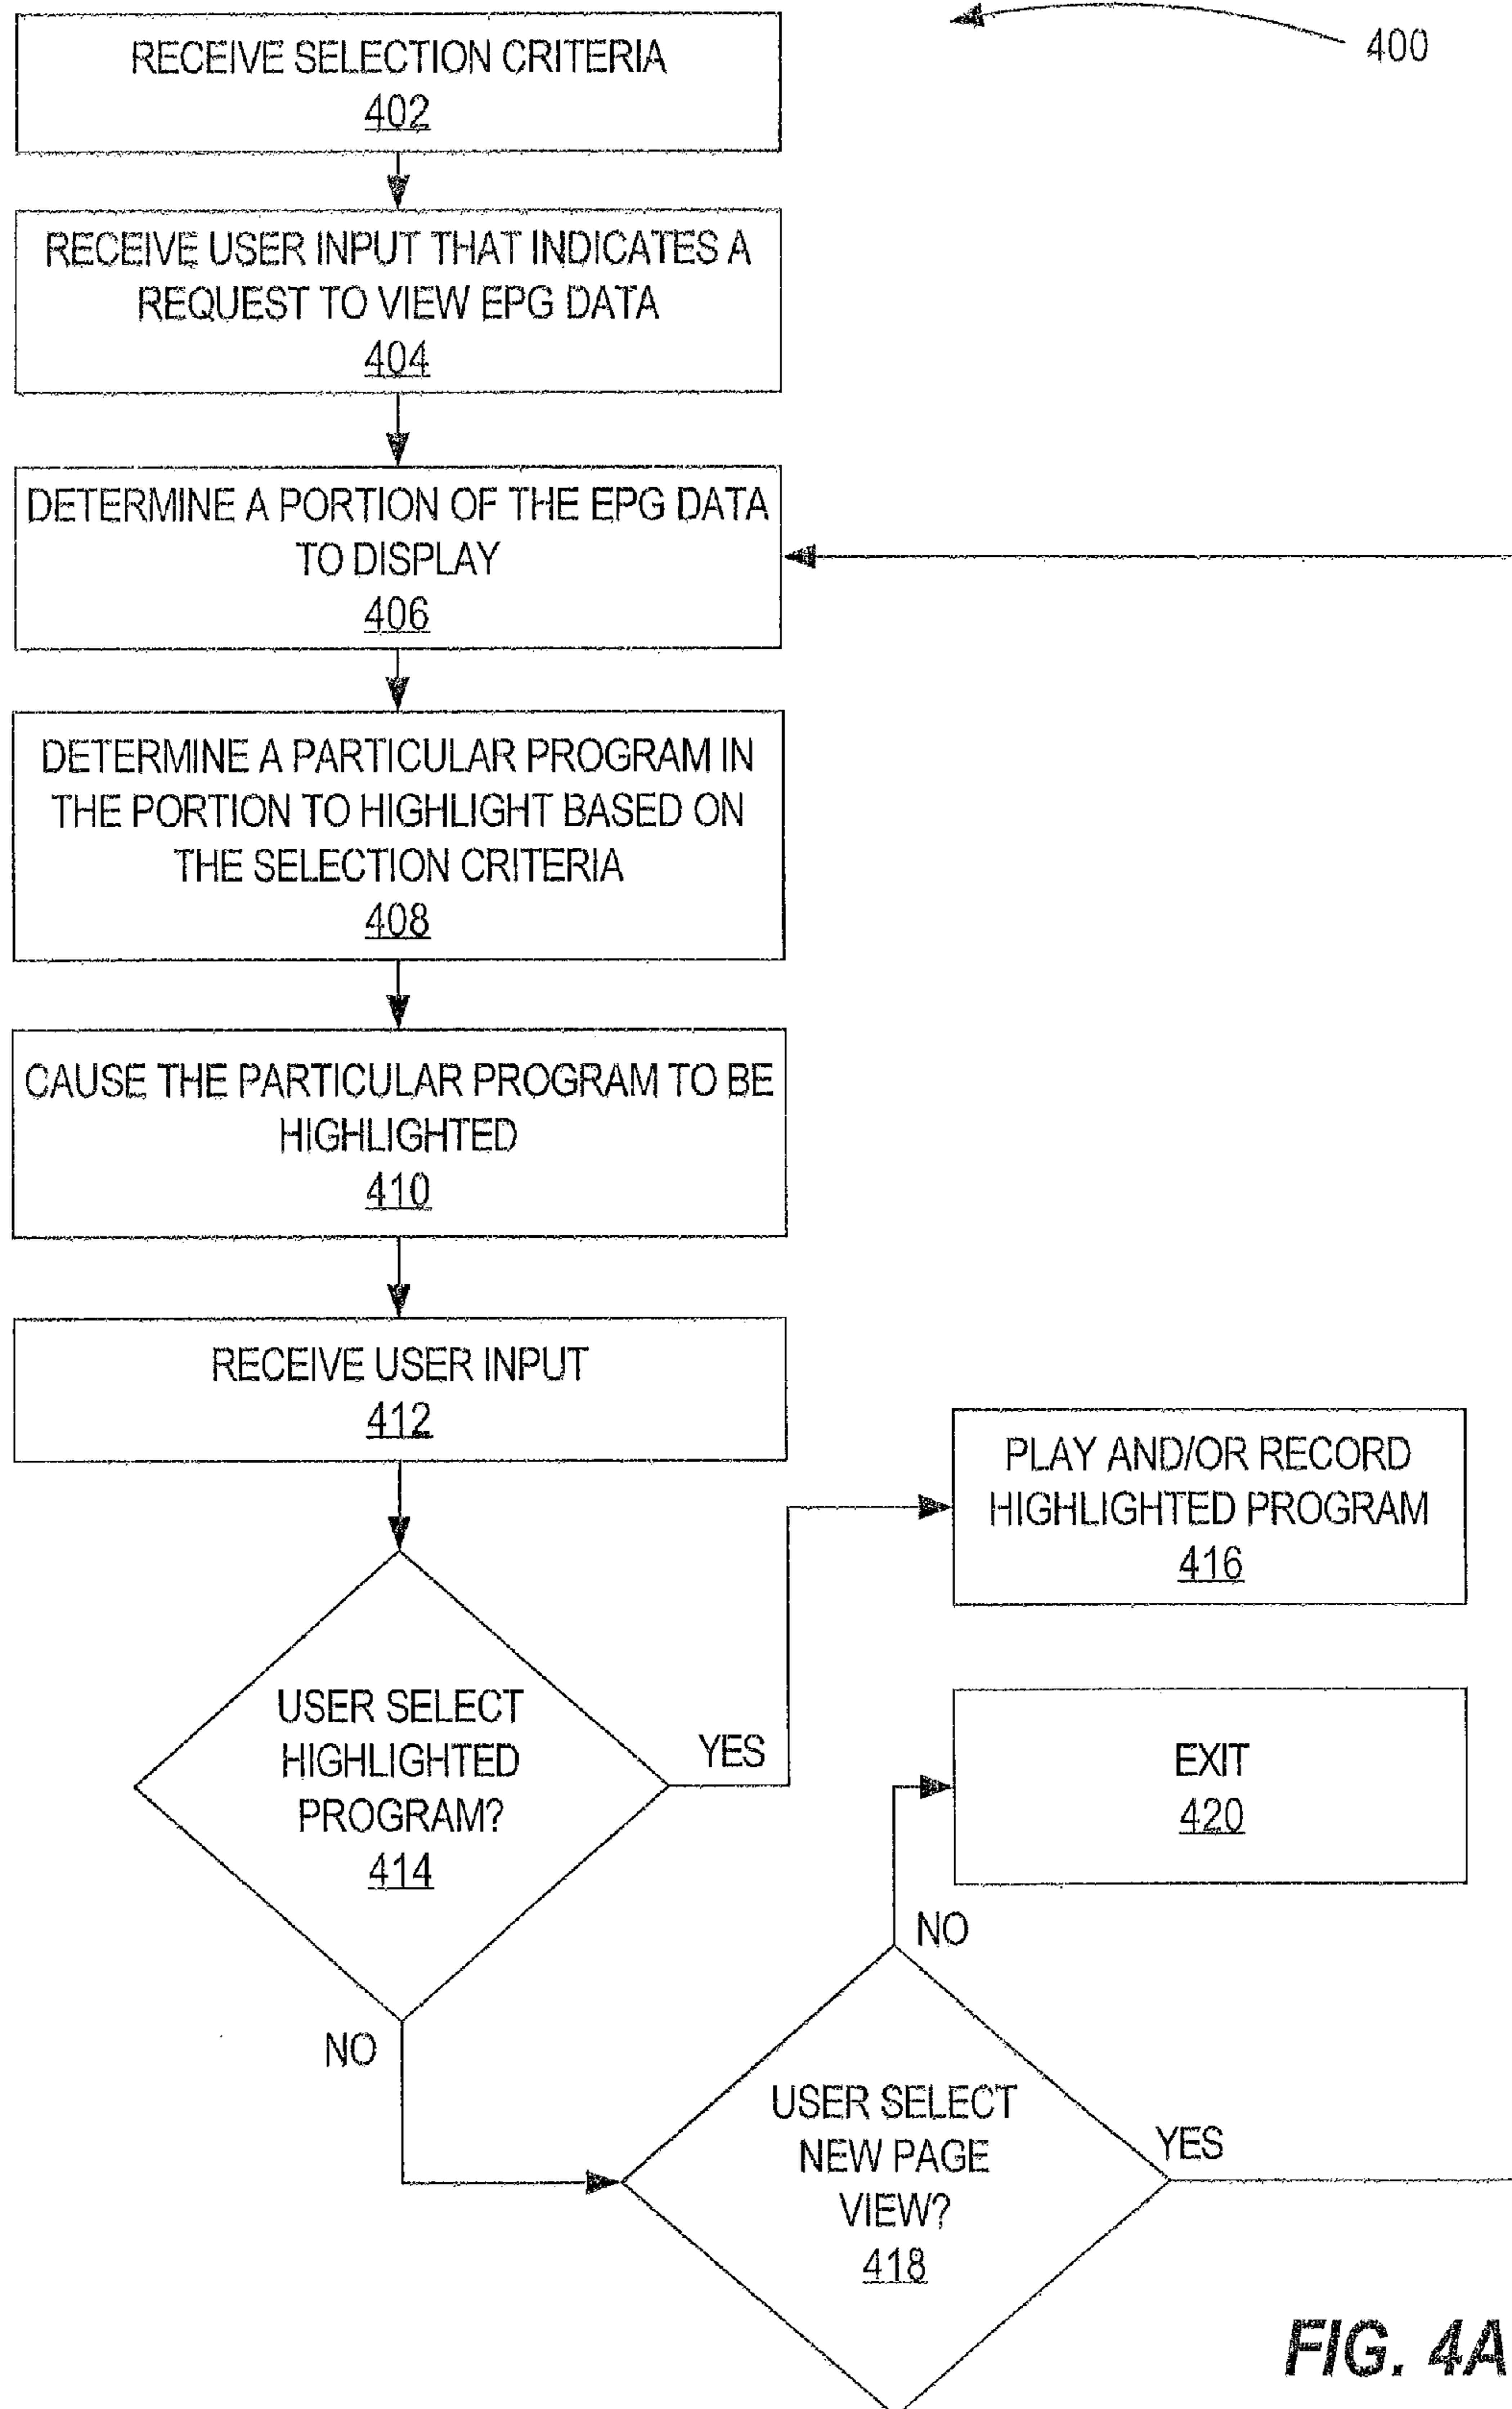 400
RECEIVE SELECTION CRITERIA
402
RECEIVE USER INPUT THAT INDICATES A
REQUEST TO VIEW EPG DATA
404
DETERMINE A PORTION OF THE EPG DATA
TO DISPLAY
406
DETERMINE A PARTICULAR PROGRAM IN
THE PORTION TO HIGHLIGHT BASED ON
THE SELECTION CRITERIA
408
CAUSE THE PARTICULAR PROGRAM TO BE
HIGHLIGHTED
410
RECEIVE USER INPUT
412
USER SELECT
HIGHLIGHTED
PROGRAM?
414
YES
NO
PLAY AND/OR RECORD
HIGHLIGHTED PROGRAM
416
EXIT
420
NO
USER SELECT
NEW PAGE
VIEW?
418
YES
FIG. 4A